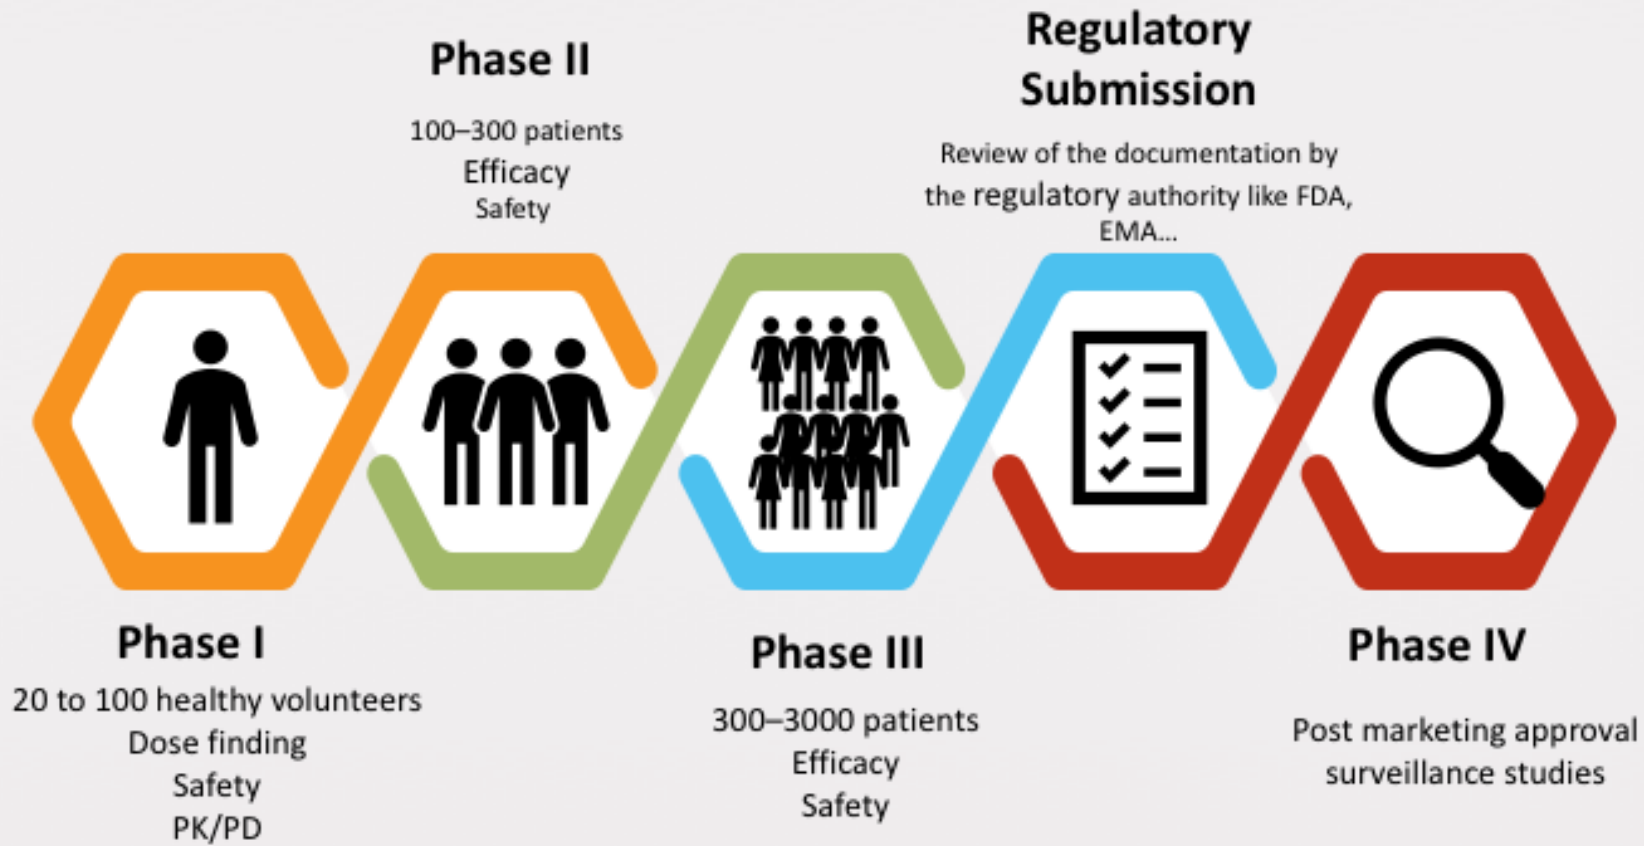 Phase I
20 to 100 healthy volunteers
Dose finding
Safety
PK/PD
Phase II
100–300 patients
Efficacy
Safety
Phase III
300–3000 patients
Efficacy
Safety
Regulatory
Submission
Review of the documentation by
the regulatory authority like FDA,
EMA...
Phase IV
Post marketing approval
surveillance studies